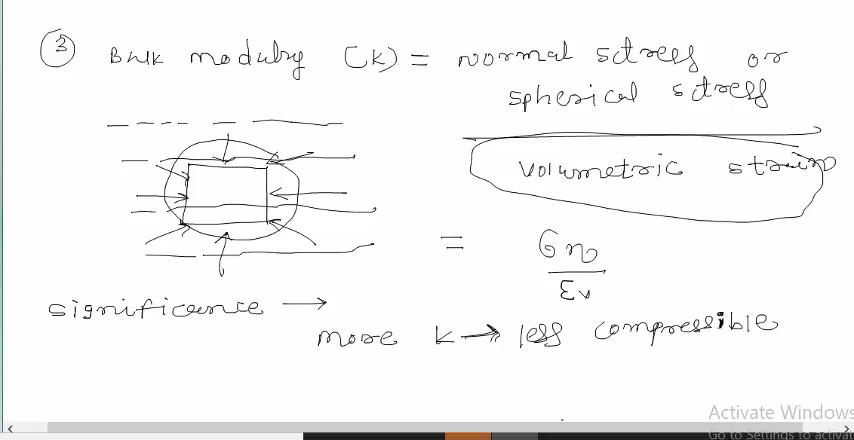 ③ Bulk modulus (K) = normal stress or
spherical stress
volumetric strain
= σn
εv
significance →
more K → less compressible
Activate Windows
Go to Settings to activa